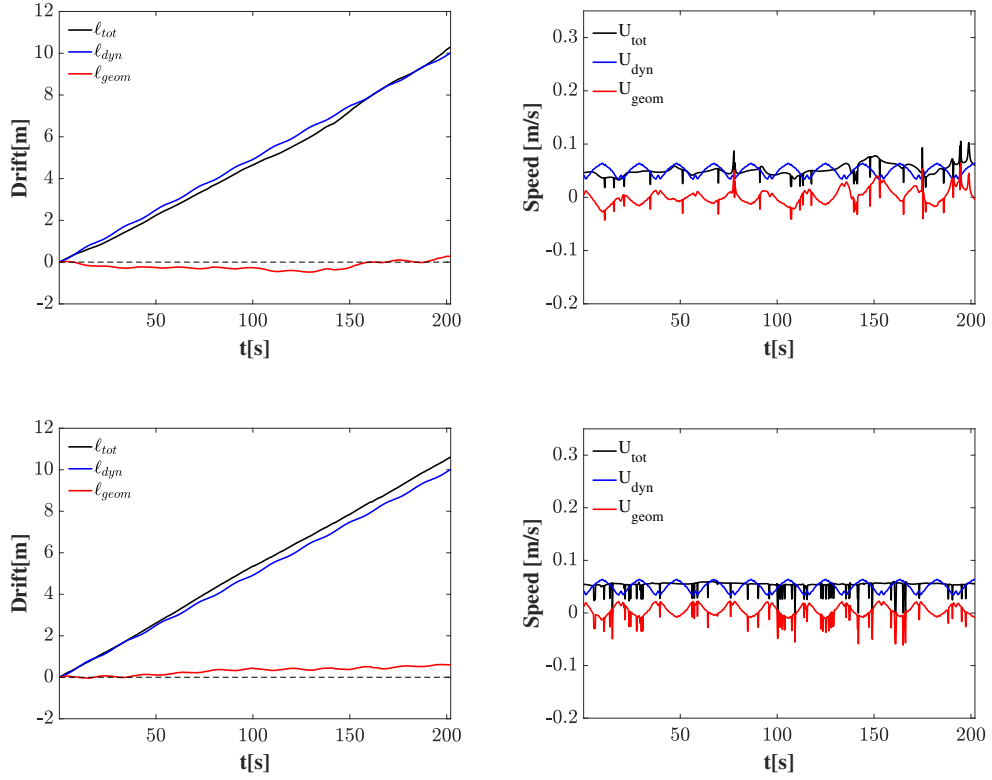 12
10
8
6
4
2
0
-2
Drift[m]
ℓtot
ℓdyn
ℓgeom
50
100
150
200
t[s]
0.3
0.2
0.1
0
-0.1
-0.2
Speed [m/s]
Utot
Udyn
Ugeom
50
100
150
200
t[s]
12
10
8
6
4
2
0
-2
Drift[m]
ℓtot
ℓdyn
ℓgeom
50
100
150
200
t[s]
0.3
0.2
0.1
0
-0.1
-0.2
Speed [m/s]
Utot
Udyn
Ugeom
50
100
150
200
t[s]